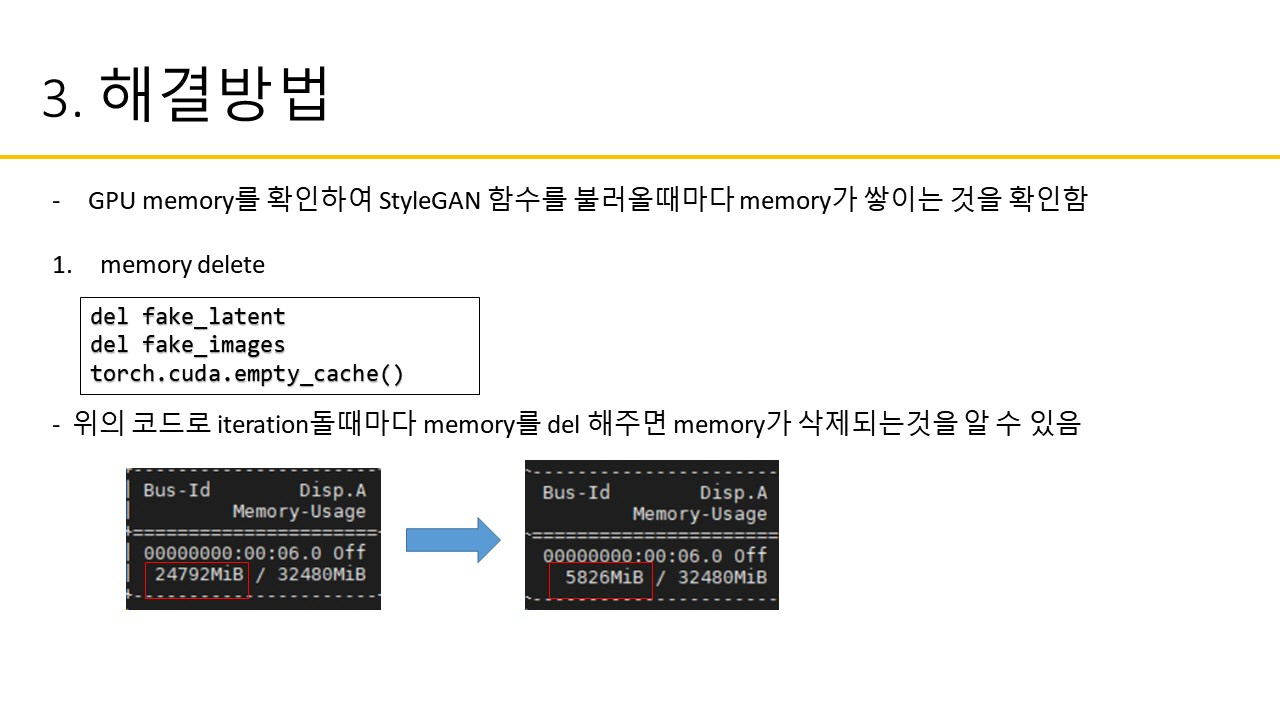 3. 해결방법
- GPU memory를 확인하여 StyleGAN 함수를 불러올때마다 memory가 쌓이는 것을 확인함
1. memory delete
del fake_latent
del fake_images
torch.cuda.empty_cache()
- 위의 코드로 iteration돌때마다 memory를 del 해주면 memory가 삭제되는것을 알 수 있음
Bus-Id Disp.A
Memory-Usage
00000000:00:06.0 Off
24792MiB / 32480MiB
Bus-Id Disp.A
Memory-Usage
00000000:00:06.0 Off
5826MiB / 32480MiB